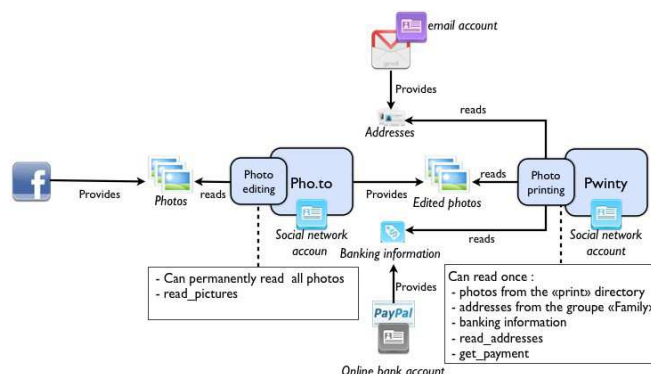 email account
gmail
Provides
reads
Addresses
Photo
editing
Pho.to
Photo
printing
Pwinty
Provides
Photos
reads
Provides
Edited photos
reads
Social network
accoun
Banking information
reads
Social network
account
- Can permanently read all photos
- read_pictures
Provides
PayPal
Online bank account
Can read once :
- photos from the «print» directory
- addresses from the groupe «Family»
- banking information
- read_addresses
- get_payment